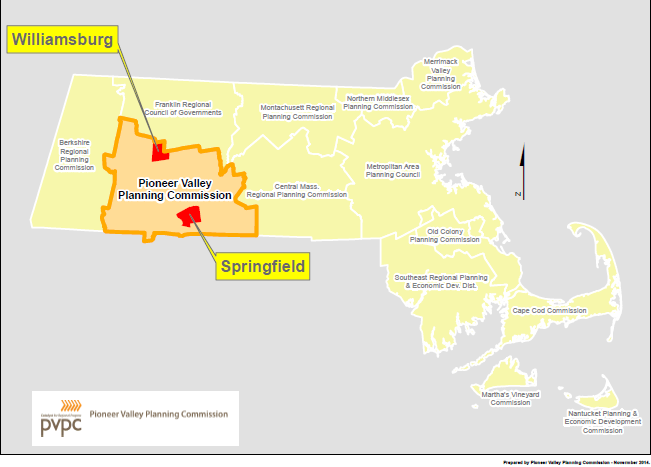 Williamsburg
Merrimack
Valley
Planning
Commission
Northern Middlesex
Planning Commission
Franklin Regional
Council of Governments
Montachusett Regional
Planning Commission
Berkshire
Regional
Planning
Commission
Metroplitan Area
Planning Council
Pioneer Valley
Planning Commission
Central Mass.
Regional Planning Commission
N
Old Colony
Planning Commission
Springfield
Southeast Regional Planning
& Economic Dev. Dist.
Cape Cod Commission
Martha's Vineyard
Commission
Nantucket Planning &
Economic Development
Commission
pvpc
Pioneer Valley Planning Commission
Prepared by Pioneer Valley Planning Commission - November 2014.